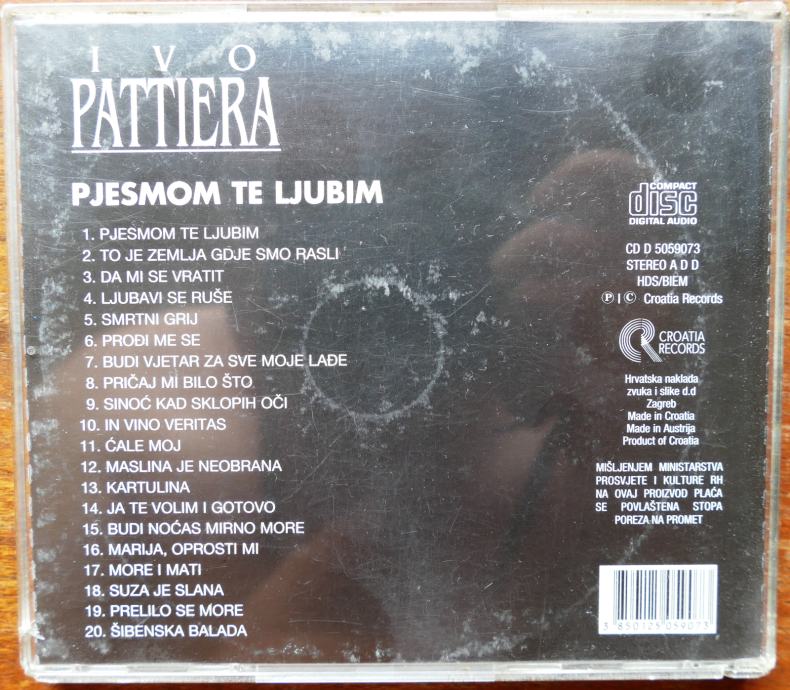 IVO
PATTIERA
PJESMOM TE LJUBIM
1. PJESMOM TE LJUBIM
2. TO JE ZEMLJA GDJE SMO RASLI
3. DA MI SE VRATIT
4. LJUBAVI SE RUŠE
5. SMRTNI GRIJ
6. PROĐI ME SE
7. BUDI VJETAR ZA SVE MOJE LAĐE
8. PRIČAJ MI BILO ŠTO
9. SINOĆ KAD SKLOPIH OČI
10. IN VINO VERITAS
11. ĆALE MOJ
12. MASLINA JE NEOBRANA
13. KARTULINA
14. JA TE VOLIM I GOTOVO
15. BUDI NOĆAS MIRNO MORE
16. MARIJA, OPROSTI MI
17. MORE I MATI
18. SUZA JE SLANA
19. PRELILO SE MORE
20. ŠIBENSKA BALADA
COMPACT
disc
DIGITAL AUDIO
CD D 5059073
STEREO A D D
HDS/BIEM
Ⓟ I © Croatia Records
CROATIA
RECORDS
Hrvatska naklada
zvuka i slike d.d
Zagreb
Made in Croatia
Made in Austrija
Product of Croatia
MIŠLJENJEM MINISTARSTVA
PROSVJETE I KULTURE RH
NA OVAJ PROIZVOD PLAĆA
SE POVLAŠTENA STOPA
POREZA NA PROMET
3 850125 059073